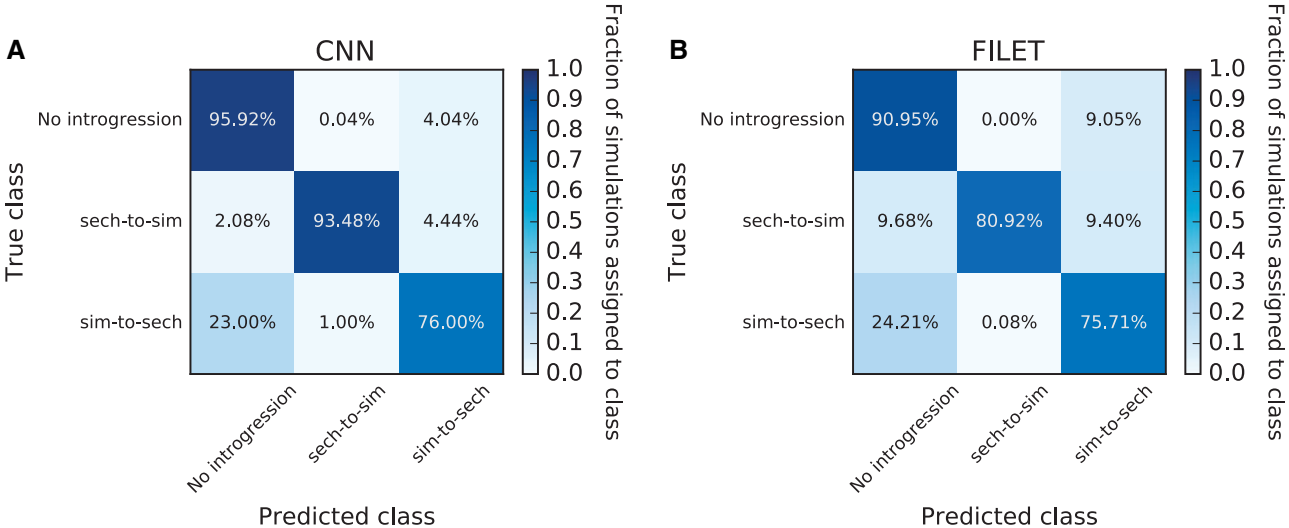 A
CNN
No introgression
sech-to-sim
sim-to-sech
True class
95.92% 0.04% 4.04%
2.08% 93.48% 4.44%
23.00% 1.00% 76.00%
No introgression
sech-to-sim
sim-to-sech
Predicted class
1.0
0.9
0.8
0.7
0.6
0.5
0.4
0.3
0.2
0.1
0.0
Fraction of simulations assigned to class
B
FILET
No introgression
sech-to-sim
sim-to-sech
True class
90.95% 0.00% 9.05%
9.68% 80.92% 9.40%
24.21% 0.08% 75.71%
No introgression
sech-to-sim
sim-to-sech
Predicted class
1.0
0.9
0.8
0.7
0.6
0.5
0.4
0.3
0.2
0.1
0.0
Fraction of simulations assigned to class